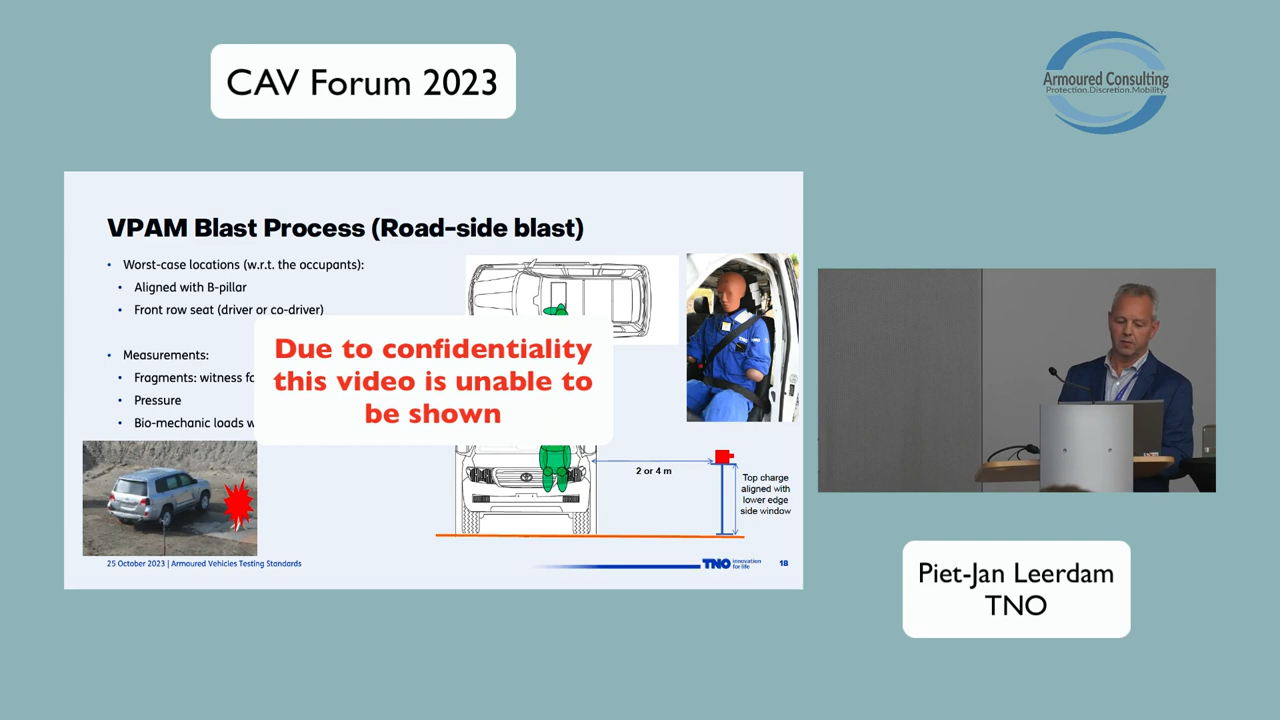 CAV Forum 2023
Armoured Consulting
Protection.Discretion.Mobility.
VPAM Blast Process (Road-side blast)
• Worst-case locations (w.r.t. the occupants):
• Aligned with B-pillar
• Front row seat (driver or co-driver)
• Measurements:
• Fragments: witness fo
• Pressure
• Bio-mechanic loads w
Due to confidentiality
this video is unable to
be shown
2 or 4 m
Top charge
aligned with
lower edge
side window
25 October 2023 | Armoured Vehicles Testing Standards
TNO innovation
for life
18
Piet-Jan Leerdam
TNO